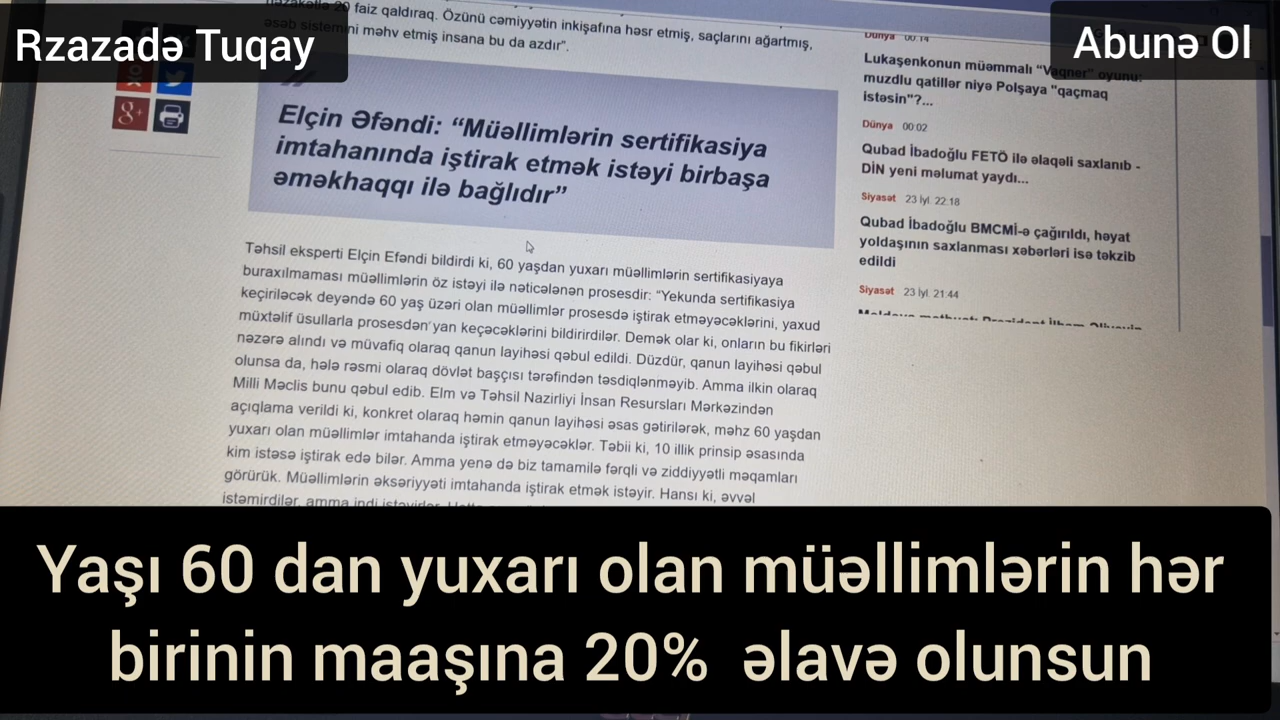 nəzakətlə 20 faiz qaldıraq. Özünü cəmiyyətin inkişafına həsr etmiş, saçlarını ağartmış,
əsəb sistemini məhv etmiş insana bu da azdır”.
Rzazadə Tuqay
Abunə Ol
g+
Elçin Əfəndi: “Müəllimlərin sertifikasiya
imtahanında iştirak etmək istəyi birbaşa
əməkhaqqı ilə bağlıdır”
Təhsil eksperti Elçin Efəndi bildirdi ki, 60 yaşdan yuxarı müəllimlərin sertifikasiyaya
buraxılmaması müəllimlərin öz istəyi ilə nəticələnən prosesdir: “Yekunda sertifikasiya
keçiriləcək deyəndə 60 yaş üzəri olan müəllimlər prosesdə iştirak etməyəcəklərini, yaxud
müxtəlif üsullarla prosesdən yan keçəcəklərini bildirirdilər. Demək olar ki, onların bu fikirləri
nəzərə alındı və müvafiq olaraq qanun layihəsi qəbul edildi. Düzdür, qanun layihəsi qəbul
olunsa da, hələ rəsmi olaraq dövlət başçısı tərəfindən təsdiqlənməyib. Amma ilkin olaraq
Milli Məclis bunu qəbul edib. Elm və Təhsil Nazirliyi İnsan Resursları Mərkəzindən
açıqlama verildi ki, konkret olaraq həmin qanun layihəsi əsas gətirilərək, məhz 60 yaşdan
yuxarı olan müəllimlər imtahanda iştirak etməyəcəklər. Təbii ki, 10 illik prinsip əsasında
kim istəsə iştirak edə bilər. Amma yenə də biz tamamilə fərqli və ziddiyyətli məqamları
görürük. Müəllimlərin əksəriyyəti imtahanda iştirak etmək istəyir. Hansı ki, əvvəl
istəmirdilər, amma indi istəyirlər.
Dünya 00:14
Lukaşenkonun müəmmalı “Vaqner” oyunu:
muzdlu qatillər niyə Polşaya "qaçmaq
istəsin"?...
Dünya 00:02
Qubad İbadoğlu FETÖ ilə əlaqəli saxlanıb -
DİN yeni məlumat yaydı...
Siyasət 23 İyl. 22:18
Qubad İbadoğlu BMCMİ-ə çağırıldı, həyat
yoldaşının saxlanması xəbərləri isə təkzib
edildi
Siyasət 23 İyl. 21:44
Yaşı 60 dan yuxarı olan müəllimlərin hər
birinin maaşına 20% əlavə olunsun